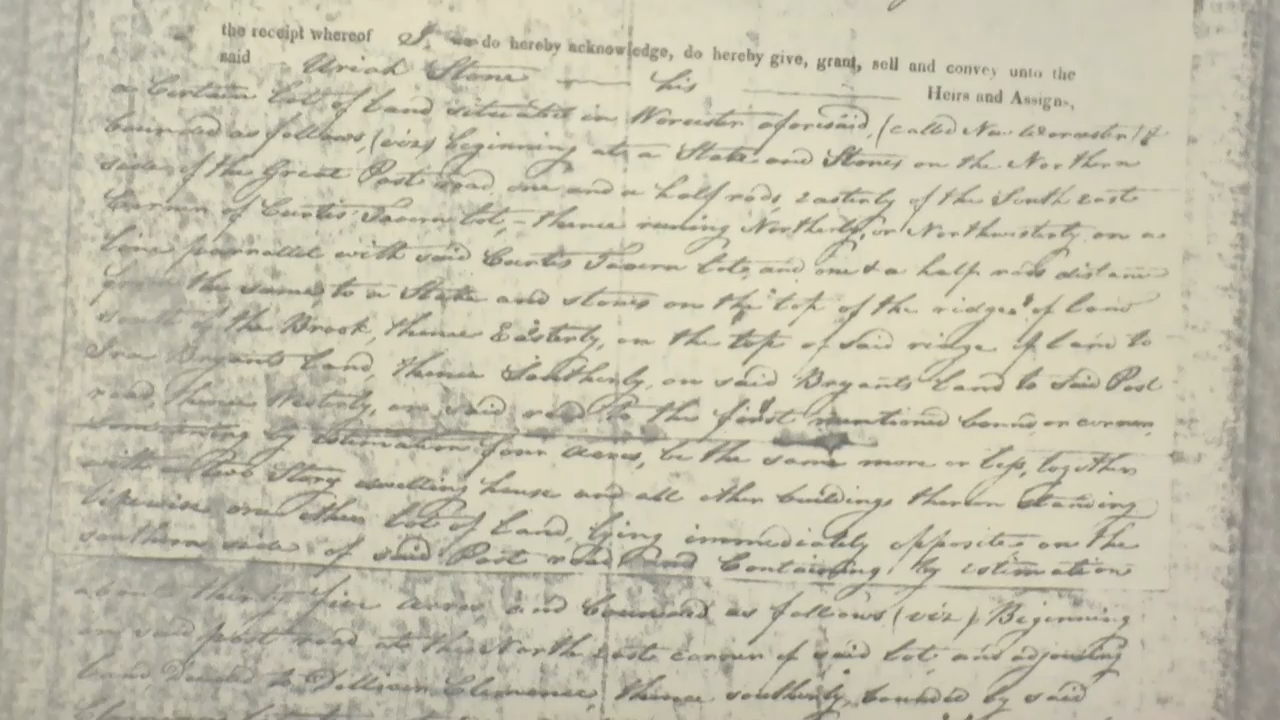 the receipt whereof I, do hereby acknowledge, do hereby give, grant, sell and convey unto the
said Uriah Stone his Heirs and Assigns,
a Certain lot of land situated in Worcester aforesaid, (called New Worcester) &
bounded as follows, (viz) beginning at a Stake and Stones on the Northern
side of the Great Post road one and a half rods easterly of the South east
Corner of Curtis' Tavern lot, - thence running Northerly, or Northwesterly on a
line parralled with said Curtis Tavern lot, and one & a half rods distance
from the same, to a Stake and stones on the top of the ridge of land
south of the Brook, thence Easterly, on the top of said ridge of land to
Ira Bryants land, thence Southerly, on said Bryants land to said Post
road, thence Westerly, on said road to the first mentioned bound, or corner,
containing by estimation four acres, be the same more or less, together
with a two Story dwelling house and all other buildings thereon standing
likewise one other lot of land, lying immediately opposite on the
southern side of said Post road and Containing by estimation
about thirty five acres and bounded as follows (viz) Beginning
on said post road at the North east corner of said lot and adjoining
land Deeded to William Clemence, thence southerly, bounded by said